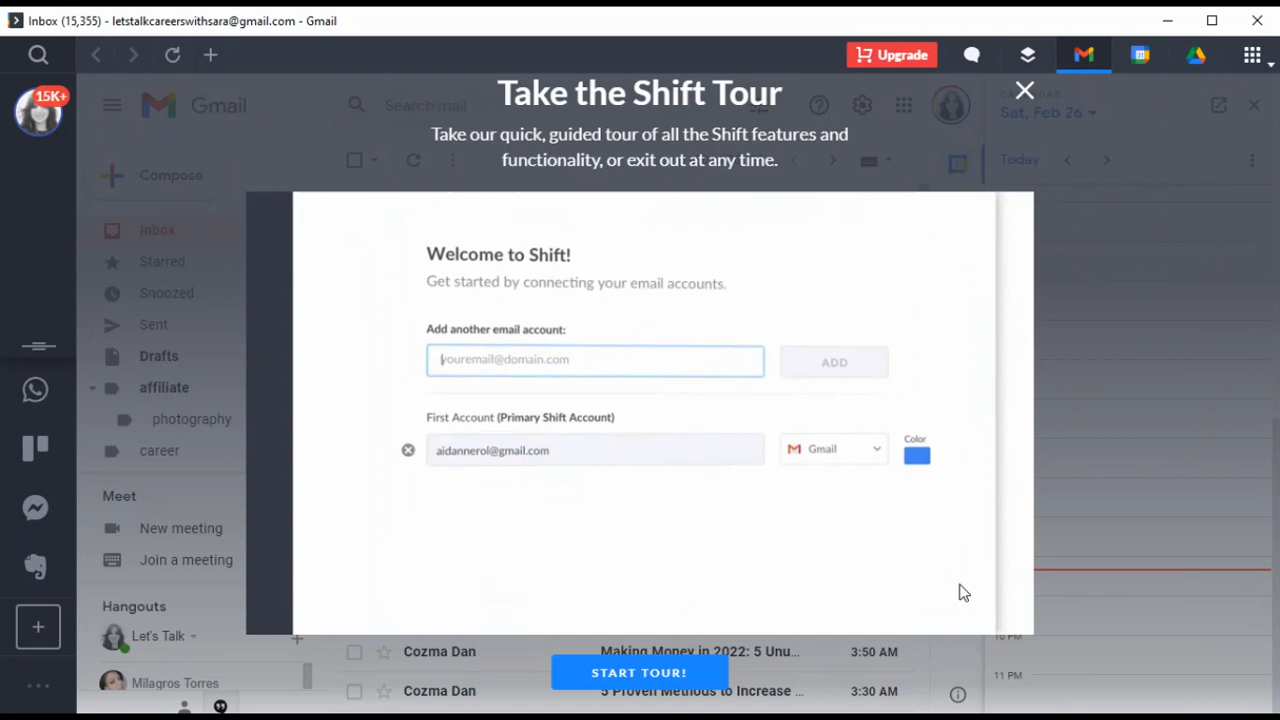 Inbox (15,355) - letstalkcareerswithsara@gmail.com - Gmail
Upgrade
15K+
Take the Shift Tour
Take our quick, guided tour of all the Shift features and
functionality, or exit out at any time.
Gmail
Search mail
CALENDAR
Sat, Feb 26
Today
Compose
Inbox
Starred
Snoozed
Sent
Drafts
affiliate
photography
career
Meet
New meeting
Join a meeting
Hangouts
Let's Talk
Milagros Torres
Welcome to Shift!
Get started by connecting your email accounts.
Add another email account:
youremail@domain.com
ADD
First Account (Primary Shift Account)
aidannerol@gmail.com
Gmail
Color
Cozma Dan
Making Money in 2022: 5 Unu...
3:50 AM
START TOUR!
Cozma Dan
5 Proven Methods to Increase ...
3:30 AM
10 PM
11 PM